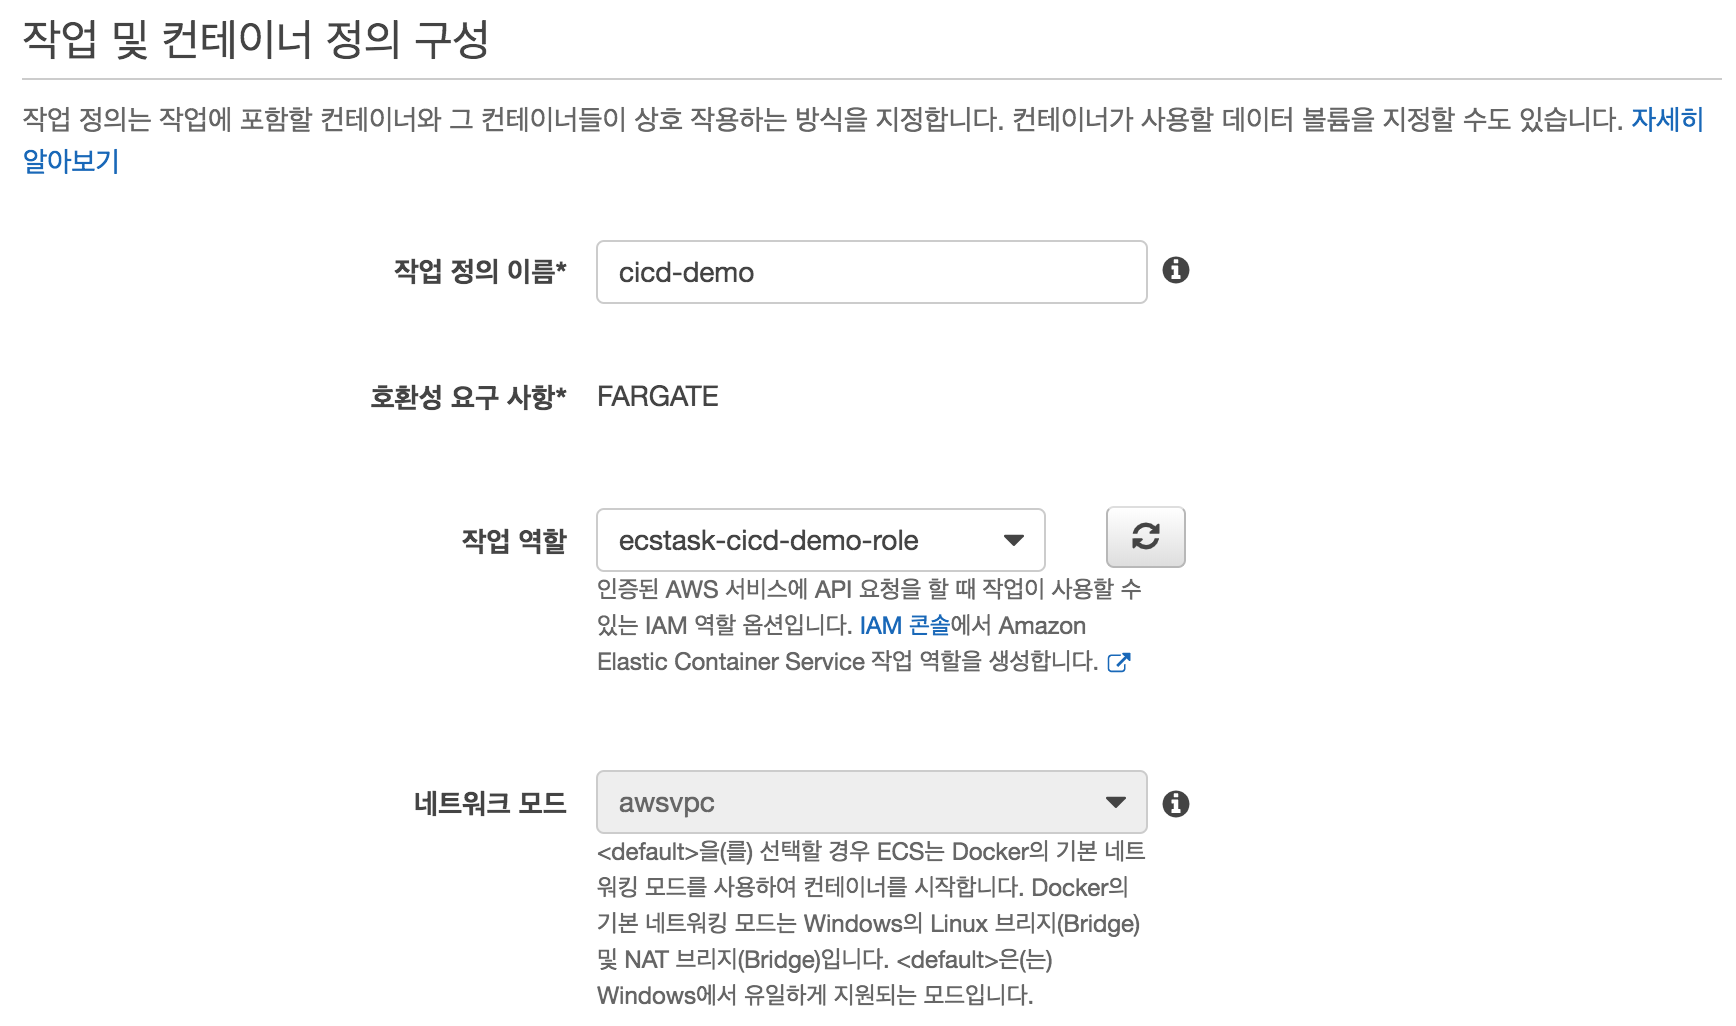 작업 및 컨테이너 정의 구성
작업 정의는 작업에 포함할 컨테이너와 그 컨테이너들이 상호 작용하는 방식을 지정합니다. 컨테이너가 사용할 데이터 볼륨을 지정할 수도 있습니다. 자세히
알아보기
작업 정의 이름* cicd-demo
호환성 요구 사항* FARGATE
작업 역할 ecstask-cicd-demo-role
인증된 AWS 서비스에 API 요청을 할 때 작업이 사용할 수
있는 IAM 역할 옵션입니다. IAM 콘솔에서 Amazon
Elastic Container Service 작업 역할을 생성합니다.
네트워크 모드 awsvpc
<default>을(를) 선택할 경우 ECS는 Docker의 기본 네트
워킹 모드를 사용하여 컨테이너를 시작합니다. Docker의
기본 네트워킹 모드는 Windows의 Linux 브리지(Bridge)
및 NAT 브리지(Bridge)입니다. <default>은(는)
Windows에서 유일하게 지원되는 모드입니다.